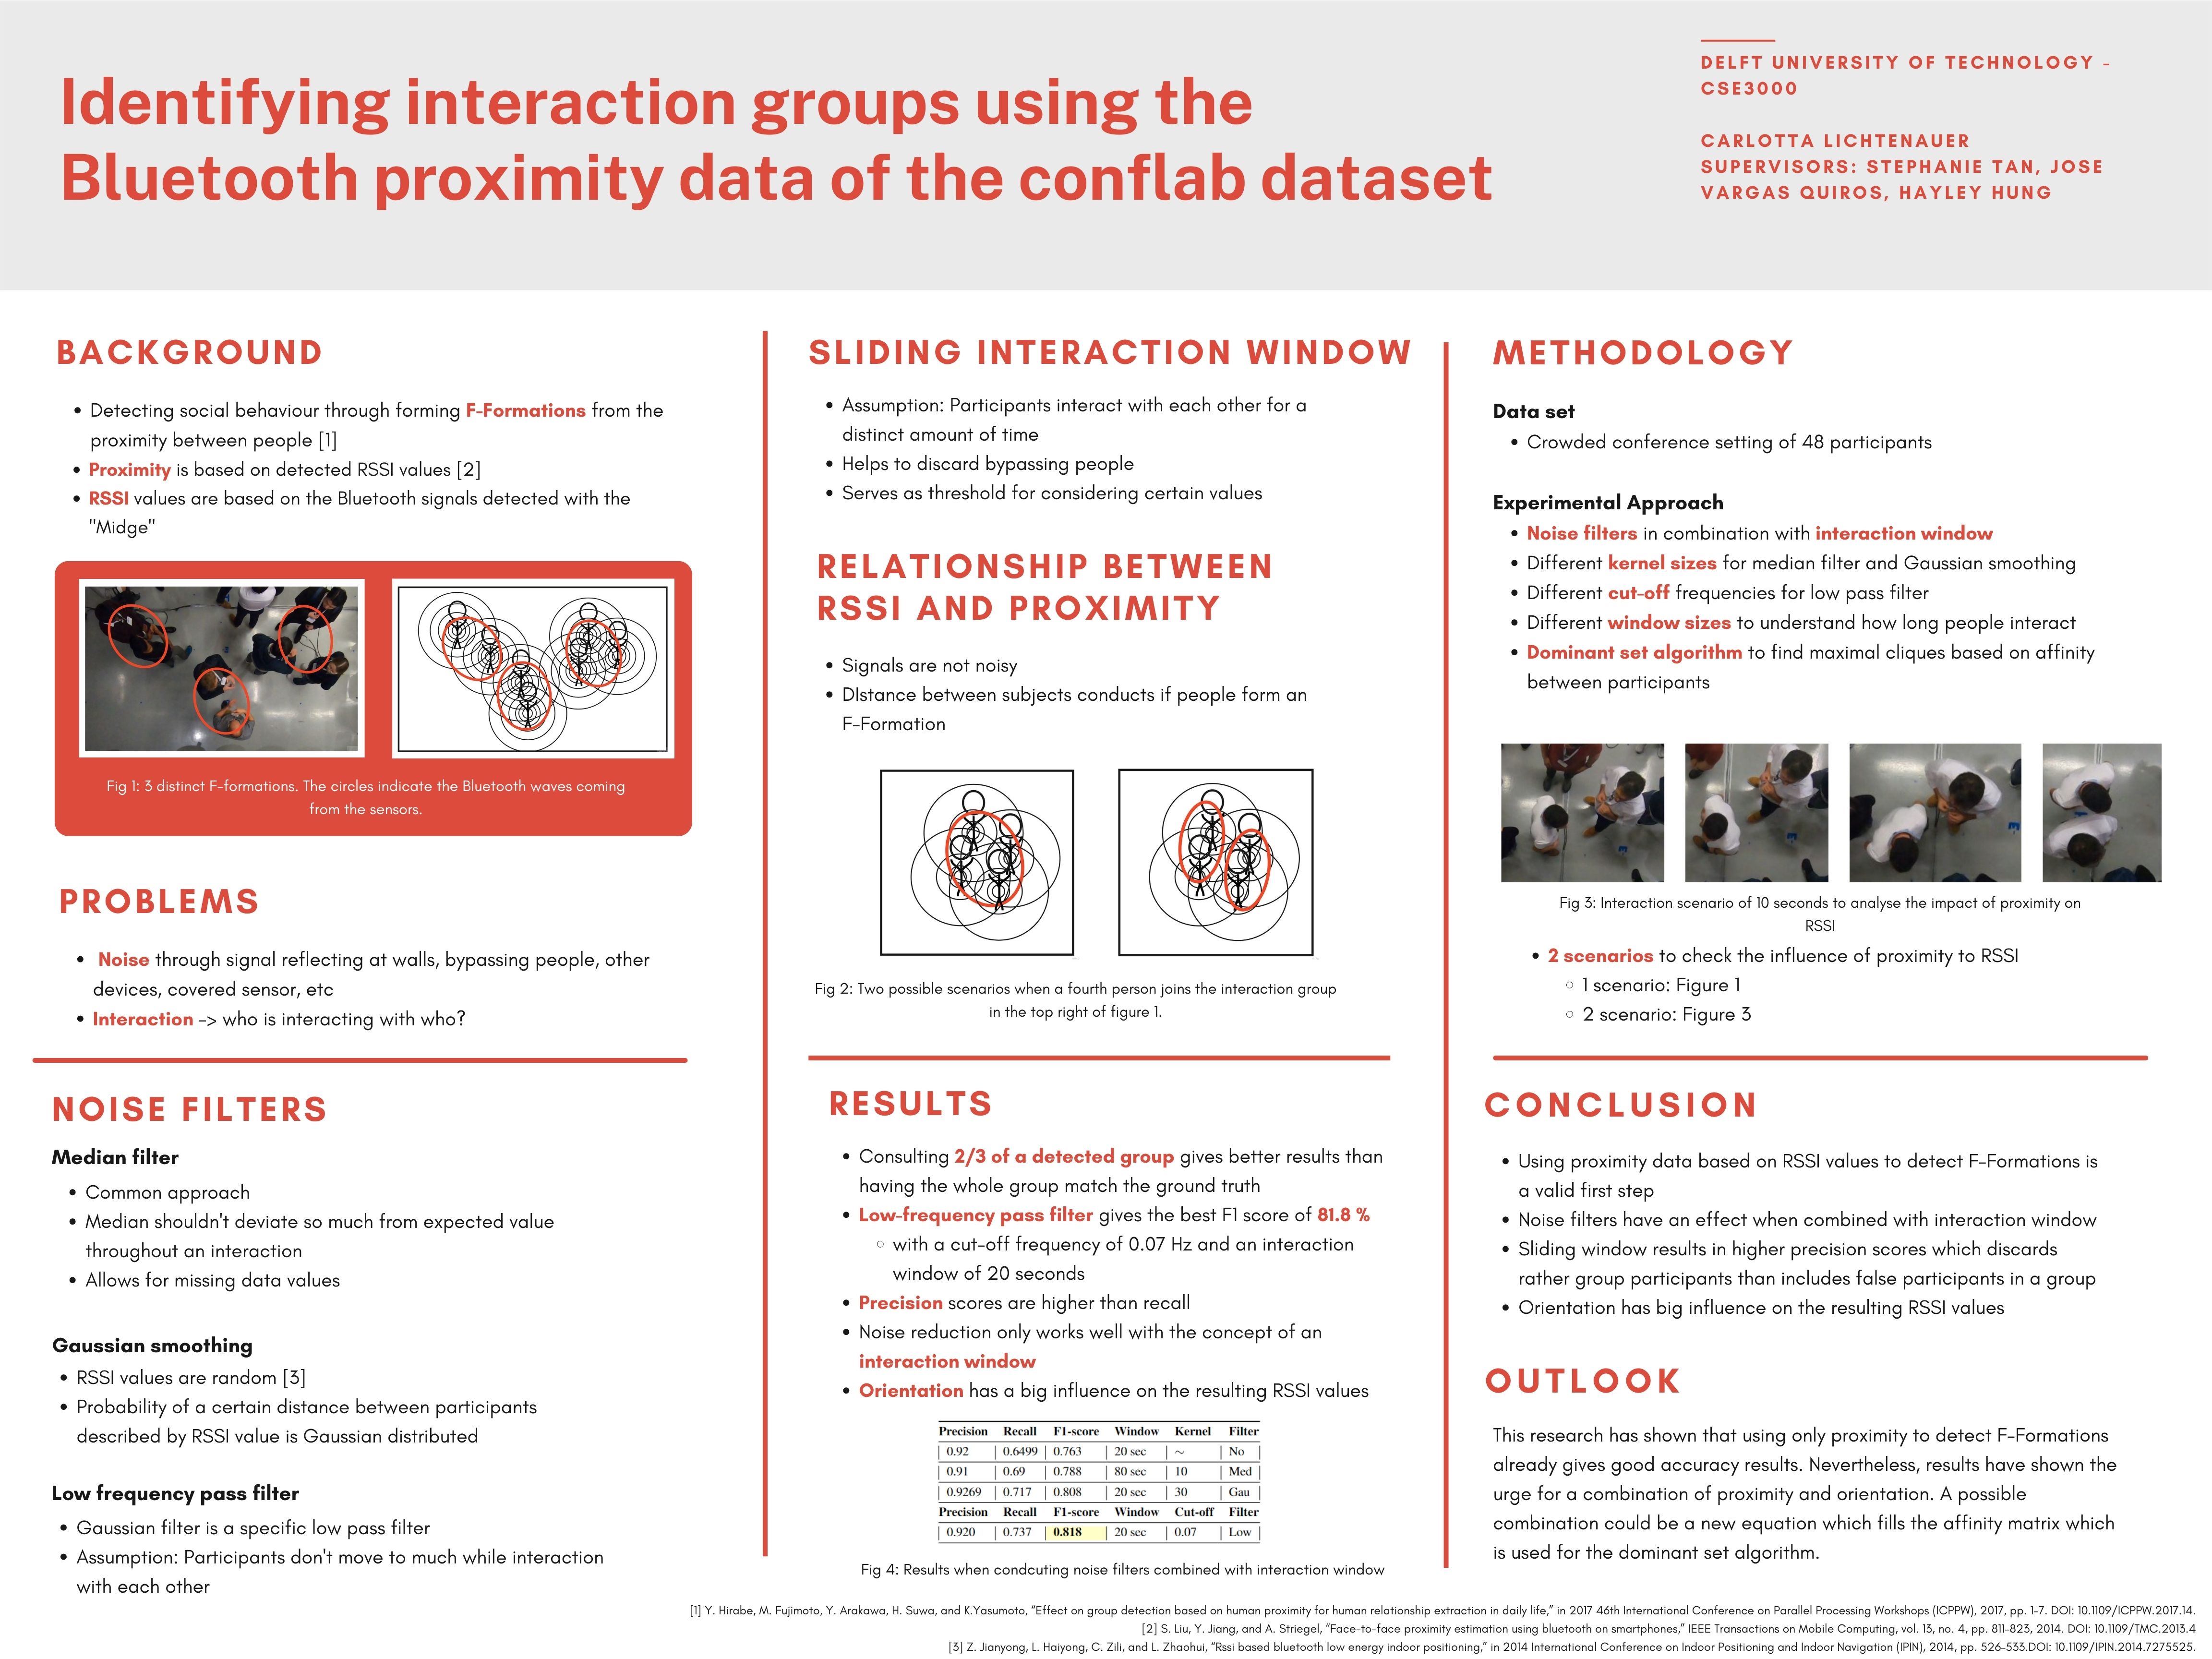 Identifying interaction groups using the
Bluetooth proximity data of the conflab dataset
DELFT UNIVERSITY OF TECHNOLOGY -
CSE3000
CARLOTTA LICHTENAUER
SUPERVISORS: STEPHANIE TAN, JOSE
VARGAS QUIROS, HAYLEY HUNG
BACKGROUND
• Detecting social behaviour through forming F-Formations from the
proximity between people [1]
• Proximity is based on detected RSSI values [2]
• RSSI values are based on the Bluetooth signals detected with the
"Midge"
Fig 1: 3 distinct F-formations. The circles indicate the Bluetooth waves coming
from the sensors.
PROBLEMS
• Noise through signal reflecting at walls, bypassing people, other
devices, covered sensor, etc
• Interaction -> who is interacting with who?
NOISE FILTERS
Median filter
• Common approach
• Median shouldn't deviate so much from expected value
throughout an interaction
• Allows for missing data values
Gaussian smoothing
• RSSI values are random [3]
• Probability of a certain distance between participants
described by RSSI value is Gaussian distributed
Low frequency pass filter
• Gaussian filter is a specific low pass filter
• Assumption: Participants don't move to much while interaction
with each other
SLIDING INTERACTION WINDOW
• Assumption: Participants interact with each other for a
distinct amount of time
• Helps to discard bypassing people
• Serves as threshold for considering certain values
RELATIONSHIP BETWEEN
RSSI AND PROXIMITY
• Signals are not noisy
• DIstance between subjects conducts if people form an
F-Formation
Fig 2: Two possible scenarios when a fourth person joins the interaction group
in the top right of figure 1.
RESULTS
• Consulting 2/3 of a detected group gives better results than
having the whole group match the ground truth
• Low-frequency pass filter gives the best F1 score of 81.8 %
◦ with a cut-off frequency of 0.07 Hz and an interaction
window of 20 seconds
• Precision scores are higher than recall
• Noise reduction only works well with the concept of an
interaction window
• Orientation has a big influence on the resulting RSSI values
Precision Recall F1-score Window Kernel Filter
0.92 0.6499 0.763 20 sec ~ No
0.91 0.69 0.788 80 sec 10 Med
0.9269 0.717 0.808 20 sec 30 Gau
Precision Recall F1-score Window Cut-off Filter
0.920 0.737 0.818 20 sec 0.07 Low
Fig 4: Results when condcuting noise filters combined with interaction window
METHODOLOGY
Data set
• Crowded conference setting of 48 participants
Experimental Approach
• Noise filters in combination with interaction window
• Different kernel sizes for median filter and Gaussian smoothing
• Different cut-off frequencies for low pass filter
• Different window sizes to understand how long people interact
• Dominant set algorithm to find maximal cliques based on affinity
between participants
Fig 3: Interaction scenario of 10 seconds to analyse the impact of proximity on
RSSI
• 2 scenarios to check the influence of proximity to RSSI
◦ 1 scenario: Figure 1
◦ 2 scenario: Figure 3
CONCLUSION
• Using proximity data based on RSSI values to detect F-Formations is
a valid first step
• Noise filters have an effect when combined with interaction window
• Sliding window results in higher precision scores which discards
rather group participants than includes false participants in a group
• Orientation has big influence on the resulting RSSI values
OUTLOOK
This research has shown that using only proximity to detect F-Formations
already gives good accuracy results. Nevertheless, results have shown the
urge for a combination of proximity and orientation. A possible
combination could be a new equation which fills the affinity matrix which
is used for the dominant set algorithm.
[1] Y. Hirabe, M. Fujimoto, Y. Arakawa, H. Suwa, and K.Yasumoto, “Effect on group detection based on human proximity for human relationship extraction in daily life,” in 2017 46th International Conference on Parallel Processing Workshops (ICPPW), 2017, pp. 1–7. DOI: 10.1109/ICPPW.2017.14.
[2] S. Liu, Y. Jiang, and A. Striegel, “Face-to-face proximity estimation using bluetooth on smartphones,” IEEE Transactions on Mobile Computing, vol. 13, no. 4, pp. 811–823, 2014. DOI: 10.1109/TMC.2013.4
[3] Z. Jianyong, L. Haiyong, C. Zili, and L. Zhaohui, “Rssi based bluetooth low energy indoor positioning,” in 2014 International Conference on Indoor Positioning and Indoor Navigation (IPIN), 2014, pp. 526–533.DOI: 10.1109/IPIN.2014.7275525.